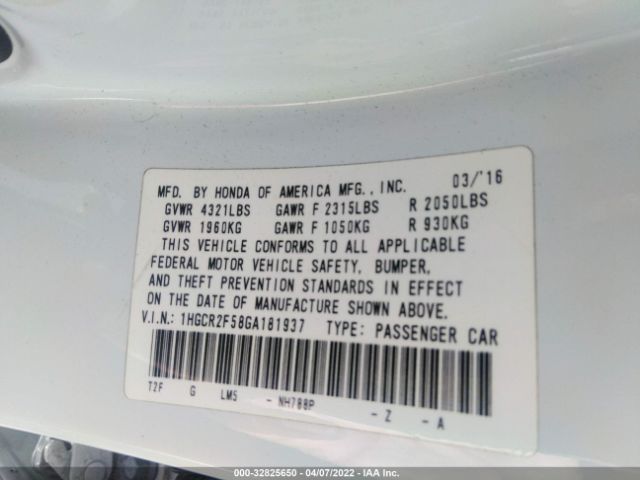 MFD. BY HONDA OF AMERICA MFG., INC. 03/'16
GVWR 4321LBS GAWR F 2315LBS R 2050LBS
GVWR 1960KG GAWR F 1050KG R 930KG
THIS VEHICLE CONFORMS TO ALL APPLICABLE
FEDERAL MOTOR VEHICLE SAFETY, BUMPER,
AND THEFT PREVENTION STANDARDS IN EFFECT
ON THE DATE OF MANUFACTURE SHOWN ABOVE.
V.I.N.: 1HGCR2F58GA181937 TYPE: PASSENGER CAR
T2F G LM5 - NH788P - Z - A
000-32825650 - 04/07/2022 - IAA Inc.